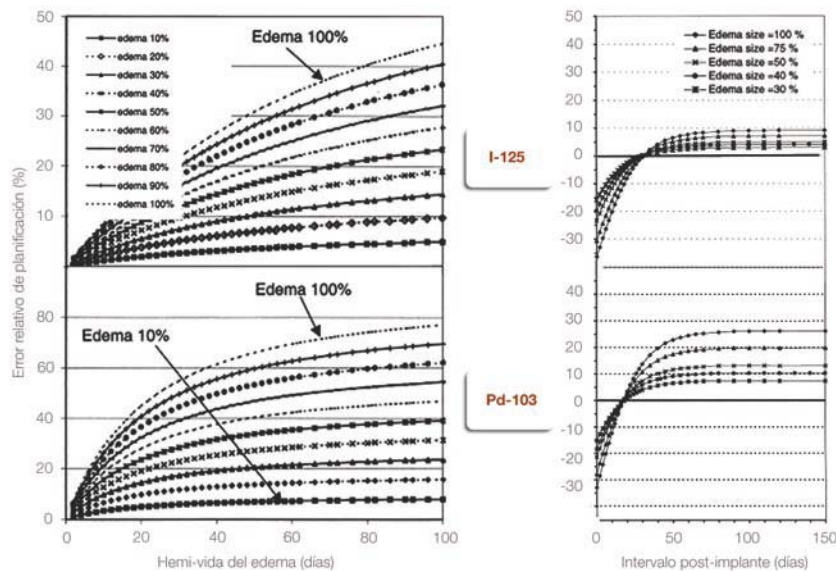 Error relativo de planificación (%)
50
40
30
20
10
edema 10%
edema 20%
edema 30%
edema 40%
edema 50%
edema 60%
edema 70%
edema 80%
edema 90%
edema 100%
Edema 100%
I-125
50
40
30
20
10
0
-10
-20
-30
Edema size =100 %
Edema size =75 %
Edema size =50 %
Edema size =40 %
Edema size =30 %
80
60
40
20
0
Edema 100%
Edema 10%
Pd-103
40
30
20
10
0
-10
-20
-30
0 20 40 60 80 100
Hemi-vida del edema (días)
0 50 100 150
Intervalo post-implante (días)